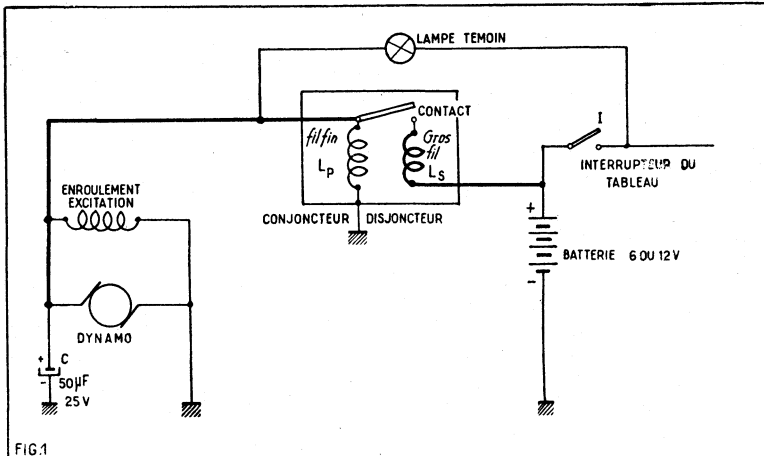 LAMPE TEMOIN
CONTACT
fil fin
Gros
fil
LP
LS
I
INTERRUPTEUR DU
TABLEAU
ENROULEMENT
EXCITATION
CONJONCTEUR DISJONCTEUR
+
BATTERIE 6 OU 12 V
-
DYNAMO
+ C
- 50µF
25 V
FIG.1